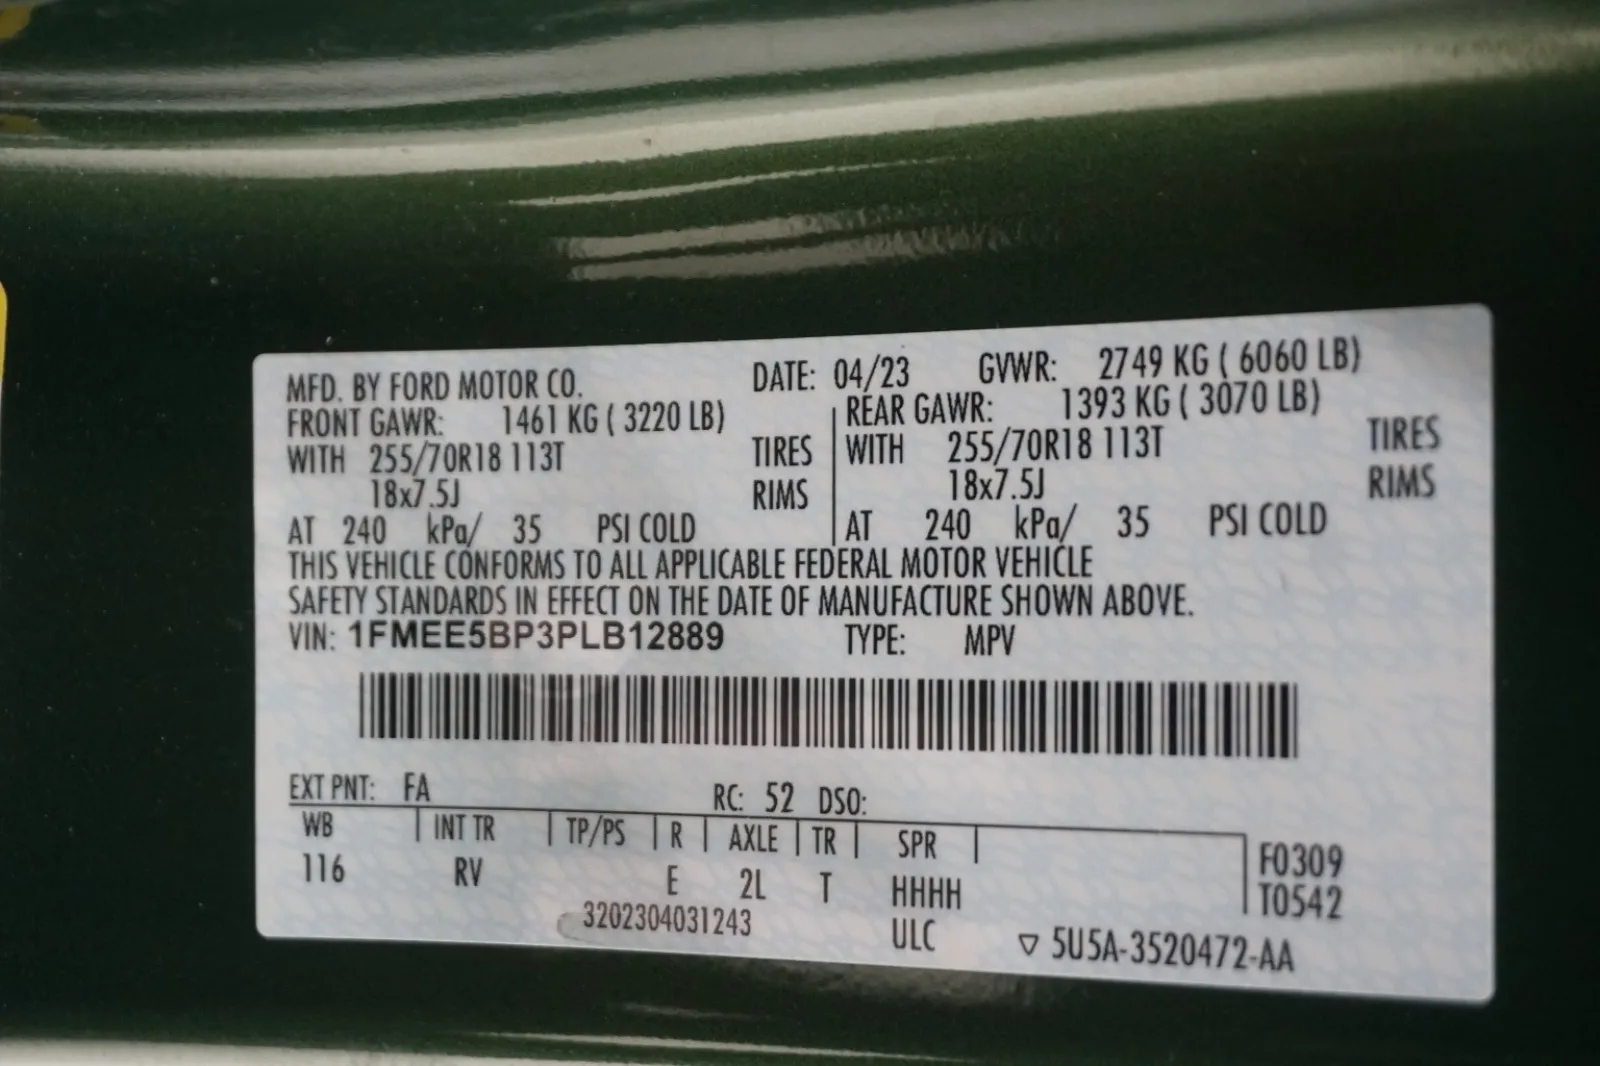 MFD. BY FORD MOTOR CO. DATE: 04/23 GVWR: 2749 KG ( 6060 LB)
FRONT GAWR: 1461 KG ( 3220 LB) REAR GAWR: 1393 KG ( 3070 LB)
WITH 255/70R18 113T TIRES WITH 255/70R18 113T TIRES
18x7.5J RIMS 18x7.5J RIMS
AT 240 kPa/ 35 PSI COLD AT 240 kPa/ 35 PSI COLD
THIS VEHICLE CONFORMS TO ALL APPLICABLE FEDERAL MOTOR VEHICLE
SAFETY STANDARDS IN EFFECT ON THE DATE OF MANUFACTURE SHOWN ABOVE.
VIN: 1FMEE5BP3PLB12889 TYPE: MPV
EXT PNT: FA RC: 52 DSO:
WB INT TR TP/PS R AXLE TR SPR F0309
116 RV E 2L T HHHH T0542
3202304031243 ULC ▽ 5U5A-3520472-AA